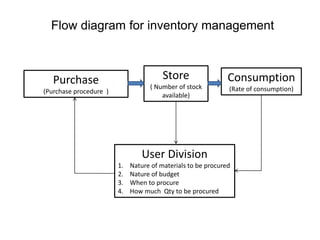 Flow diagram for inventory management
Purchase
(Purchase procedure )
Store
( Number of stock
available)
Consumption
(Rate of consumption)
User Division
1. Nature of materials to be procured
2. Nature of budget
3. When to procure
4. How much Qty to be procured